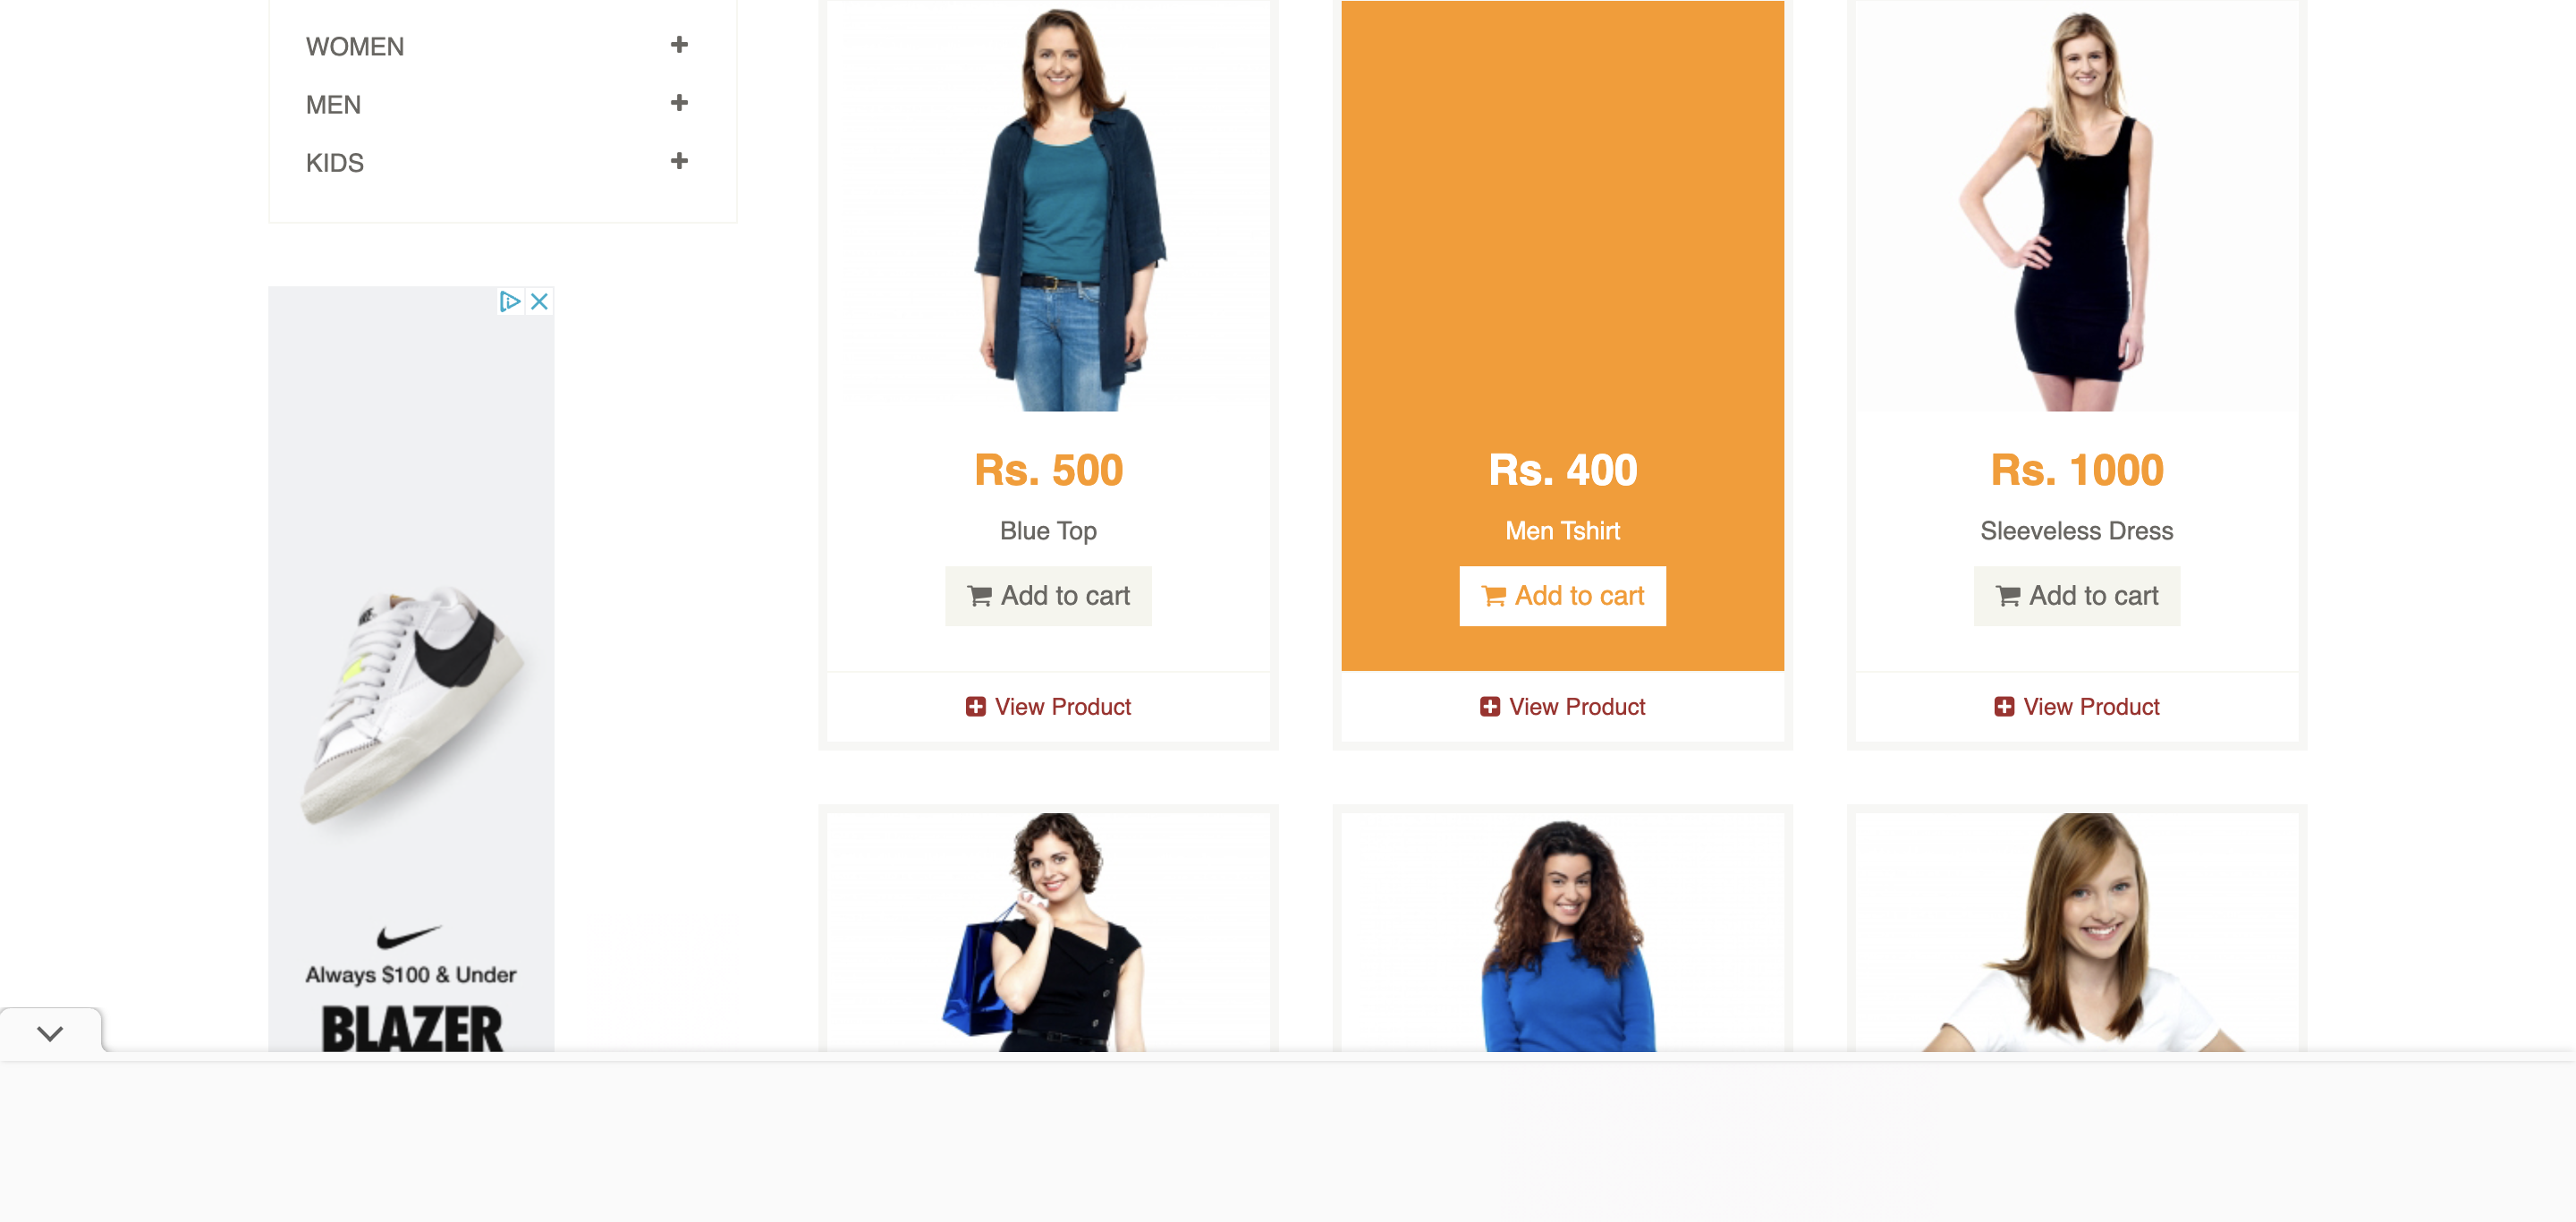 WOMEN
MEN
KIDS
Rs. 500
Blue Top
Add to cart
View Product
Rs. 400
Men Tshirt
Add to cart
View Product
Rs. 1000
Sleeveless Dress
Add to cart
View Product
Always $100 & Under
BLAZER